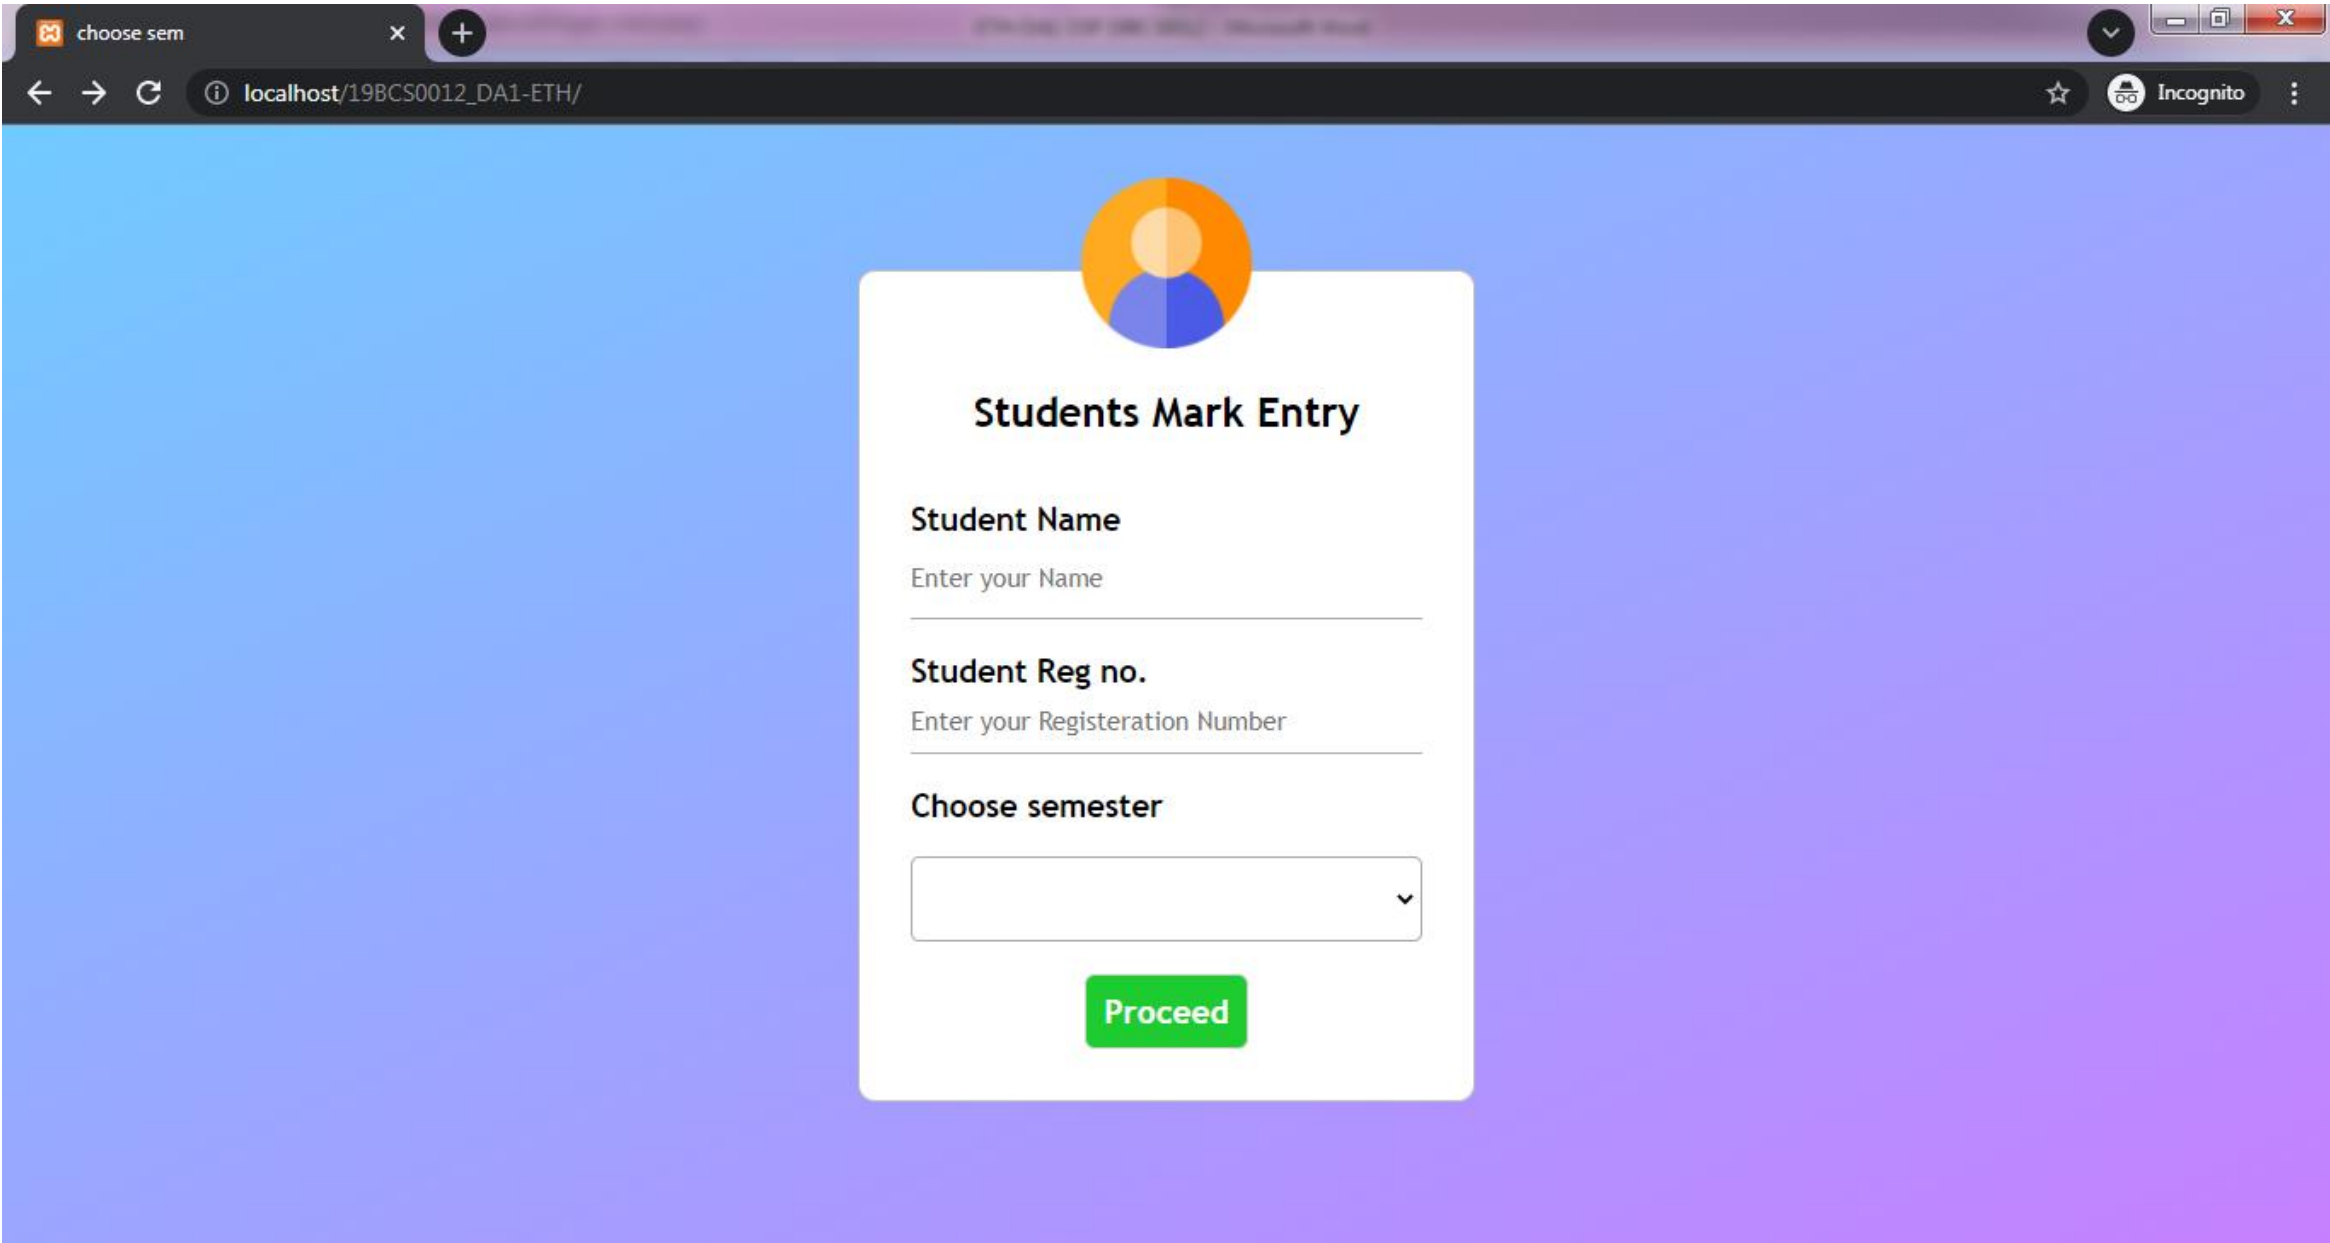 choose sem
localhost/19BCS0012_DA1-ETH/
Incognito
Students Mark Entry
Student Name
Enter your Name
Student Reg no.
Enter your Registeration Number
Choose semester
Proceed